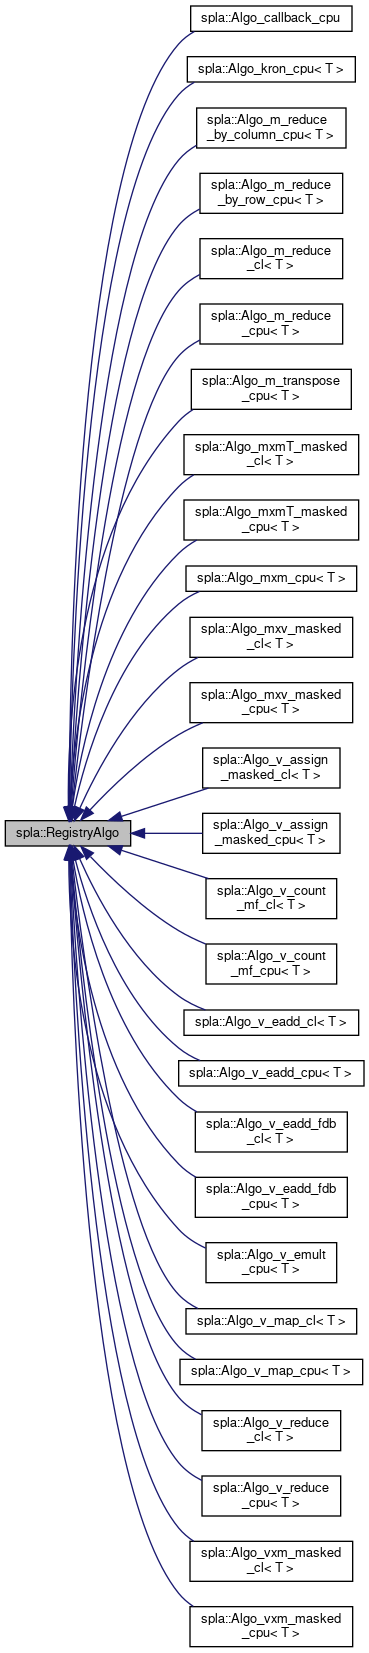 spla::Algo_callback_cpu
spla::Algo_kron_cpu< T >
spla::Algo_m_reduce
_by_column_cpu< T >
spla::Algo_m_reduce
_by_row_cpu< T >
spla::Algo_m_reduce
_cl< T >
spla::Algo_m_reduce
_cpu< T >
spla::Algo_m_transpose
_cpu< T >
spla::Algo_mxmT_masked
_cl< T >
spla::Algo_mxmT_masked
_cpu< T >
spla::Algo_mxm_cpu< T >
spla::Algo_mxv_masked
_cl< T >
spla::Algo_mxv_masked
_cpu< T >
spla::Algo_v_assign
_masked_cl< T >
spla::RegistryAlgo
spla::Algo_v_assign
_masked_cpu< T >
spla::Algo_v_count
_mf_cl< T >
spla::Algo_v_count
_mf_cpu< T >
spla::Algo_v_eadd_cl< T >
spla::Algo_v_eadd_cpu< T >
spla::Algo_v_eadd_fdb
_cl< T >
spla::Algo_v_eadd_fdb
_cpu< T >
spla::Algo_v_emult
_cpu< T >
spla::Algo_v_map_cl< T >
spla::Algo_v_map_cpu< T >
spla::Algo_v_reduce
_cl< T >
spla::Algo_v_reduce
_cpu< T >
spla::Algo_vxm_masked
_cl< T >
spla::Algo_vxm_masked
_cpu< T >